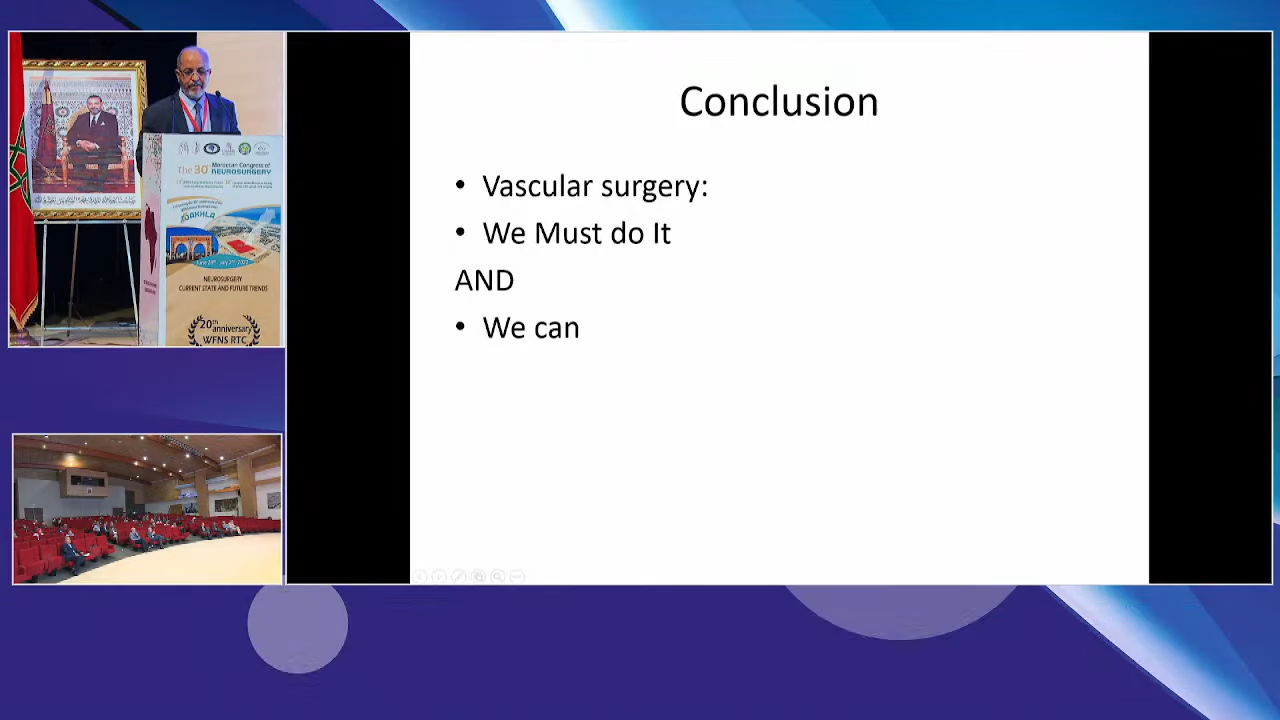 Conclusion
• Vascular surgery:
• We Must do It
AND
• We can
The 30th Moroccan Congress of
NEUROSURGERY
DAKHLA
NEUROSURGERY
CURRENT STATE AND FUTURE TRENDS
20th
anniversary
WFNS RTC